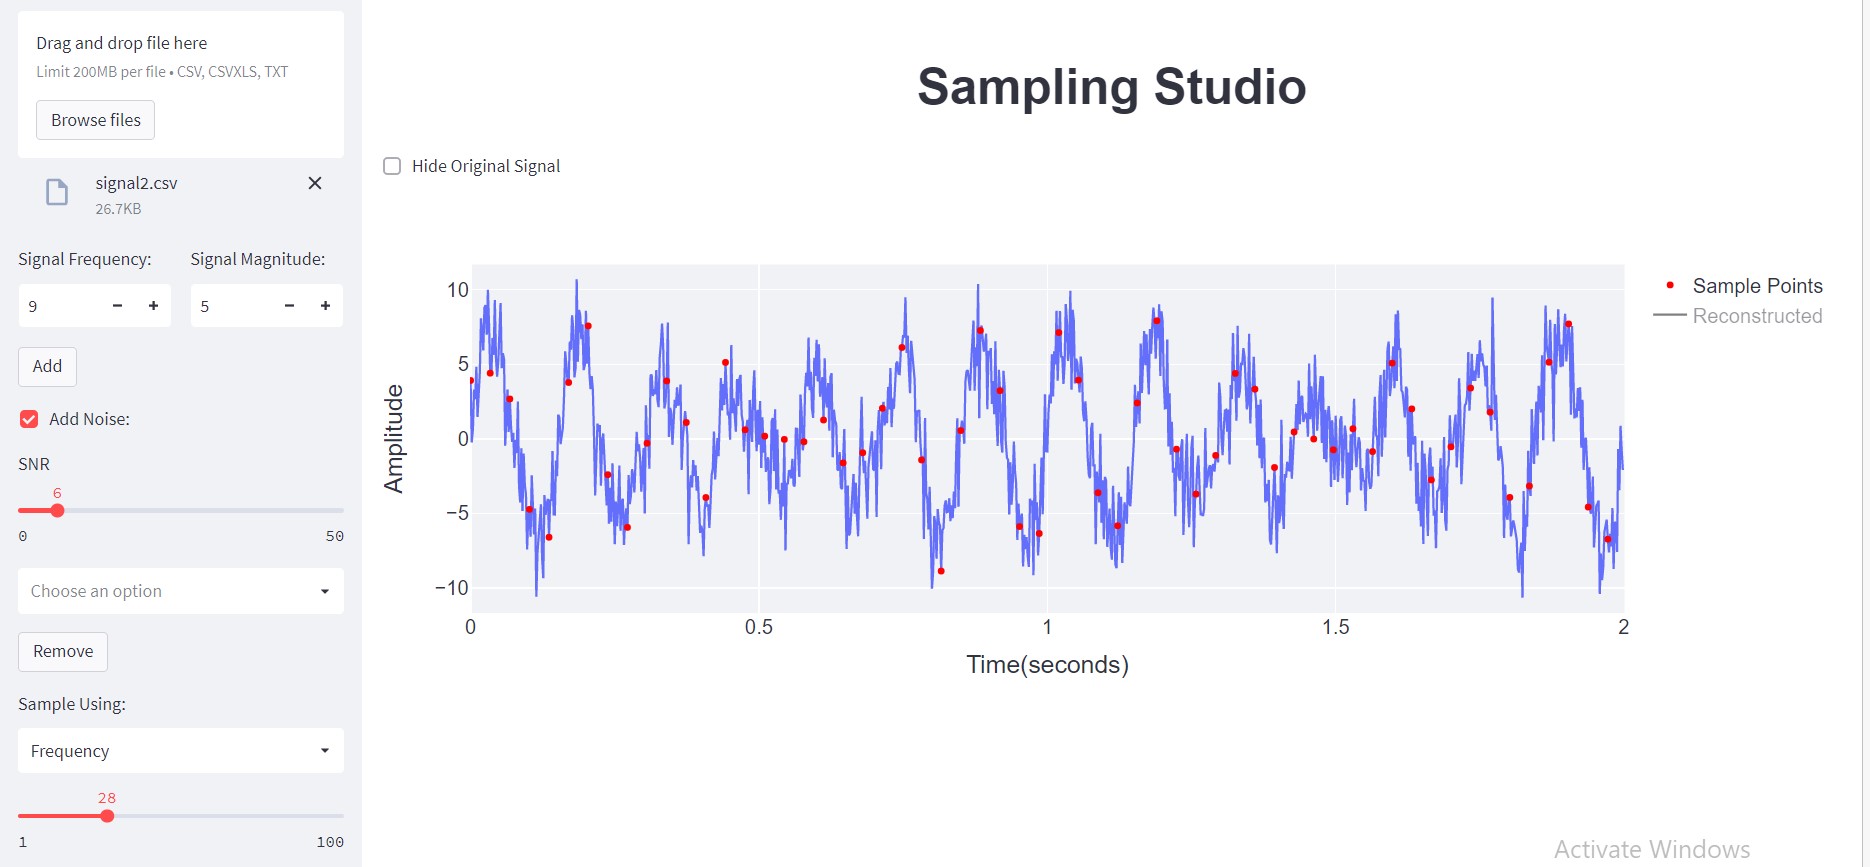 Drag and drop file here
Limit 200MB per file • CSV, CSVXLS, TXT
Browse files
signal2.csv
26.7KB
Signal Frequency: Signal Magnitude:
9 − + 5 − +
Add
Add Noise:
SNR
6
0 50
Choose an option
Remove
Sample Using:
Frequency
28
1 100
Sampling Studio
Hide Original Signal
Sample Points
Reconstructed
Amplitude
10
5
0
−5
−10
0 0.5 1 1.5 2
Time(seconds)
Activate Windows